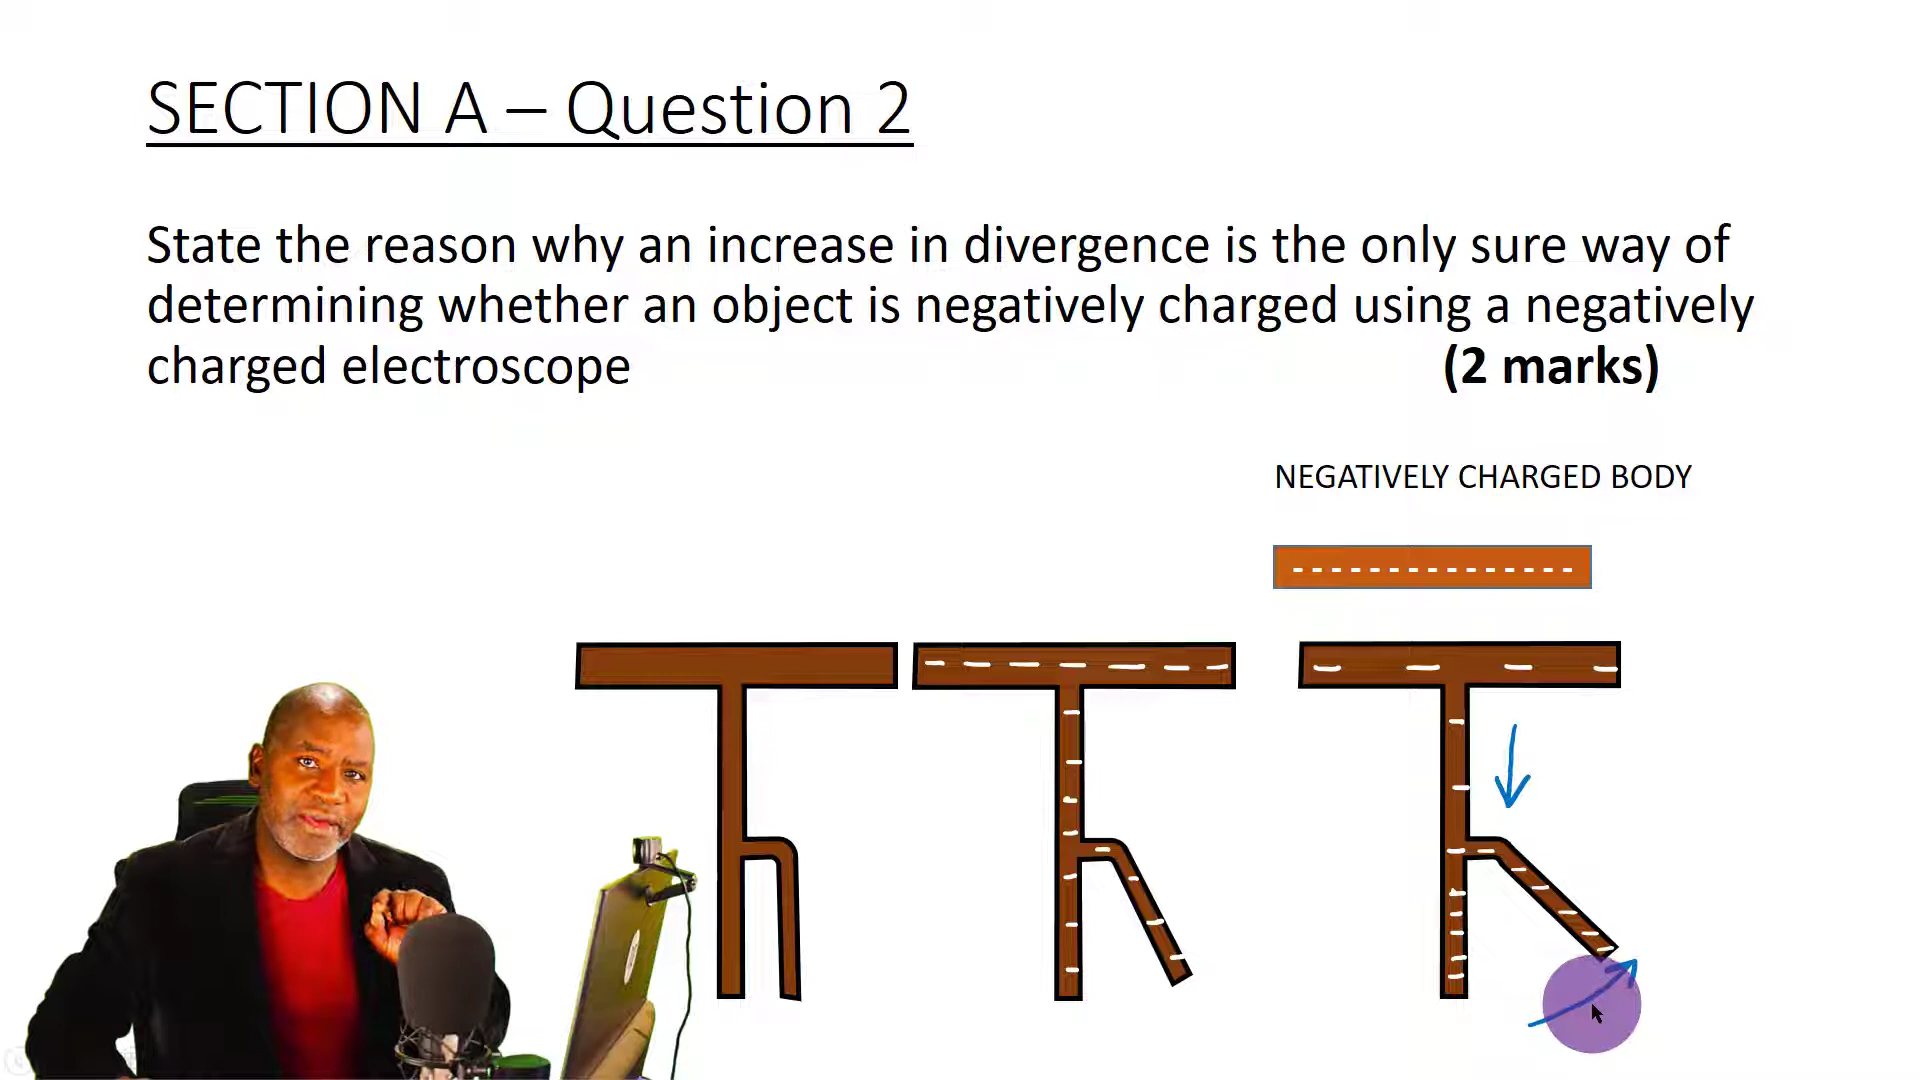 SECTION A – Question 2
State the reason why an increase in divergence is the only sure way of
determining whether an object is negatively charged using a negatively
charged electroscope (2 marks)
NEGATIVELY CHARGED BODY